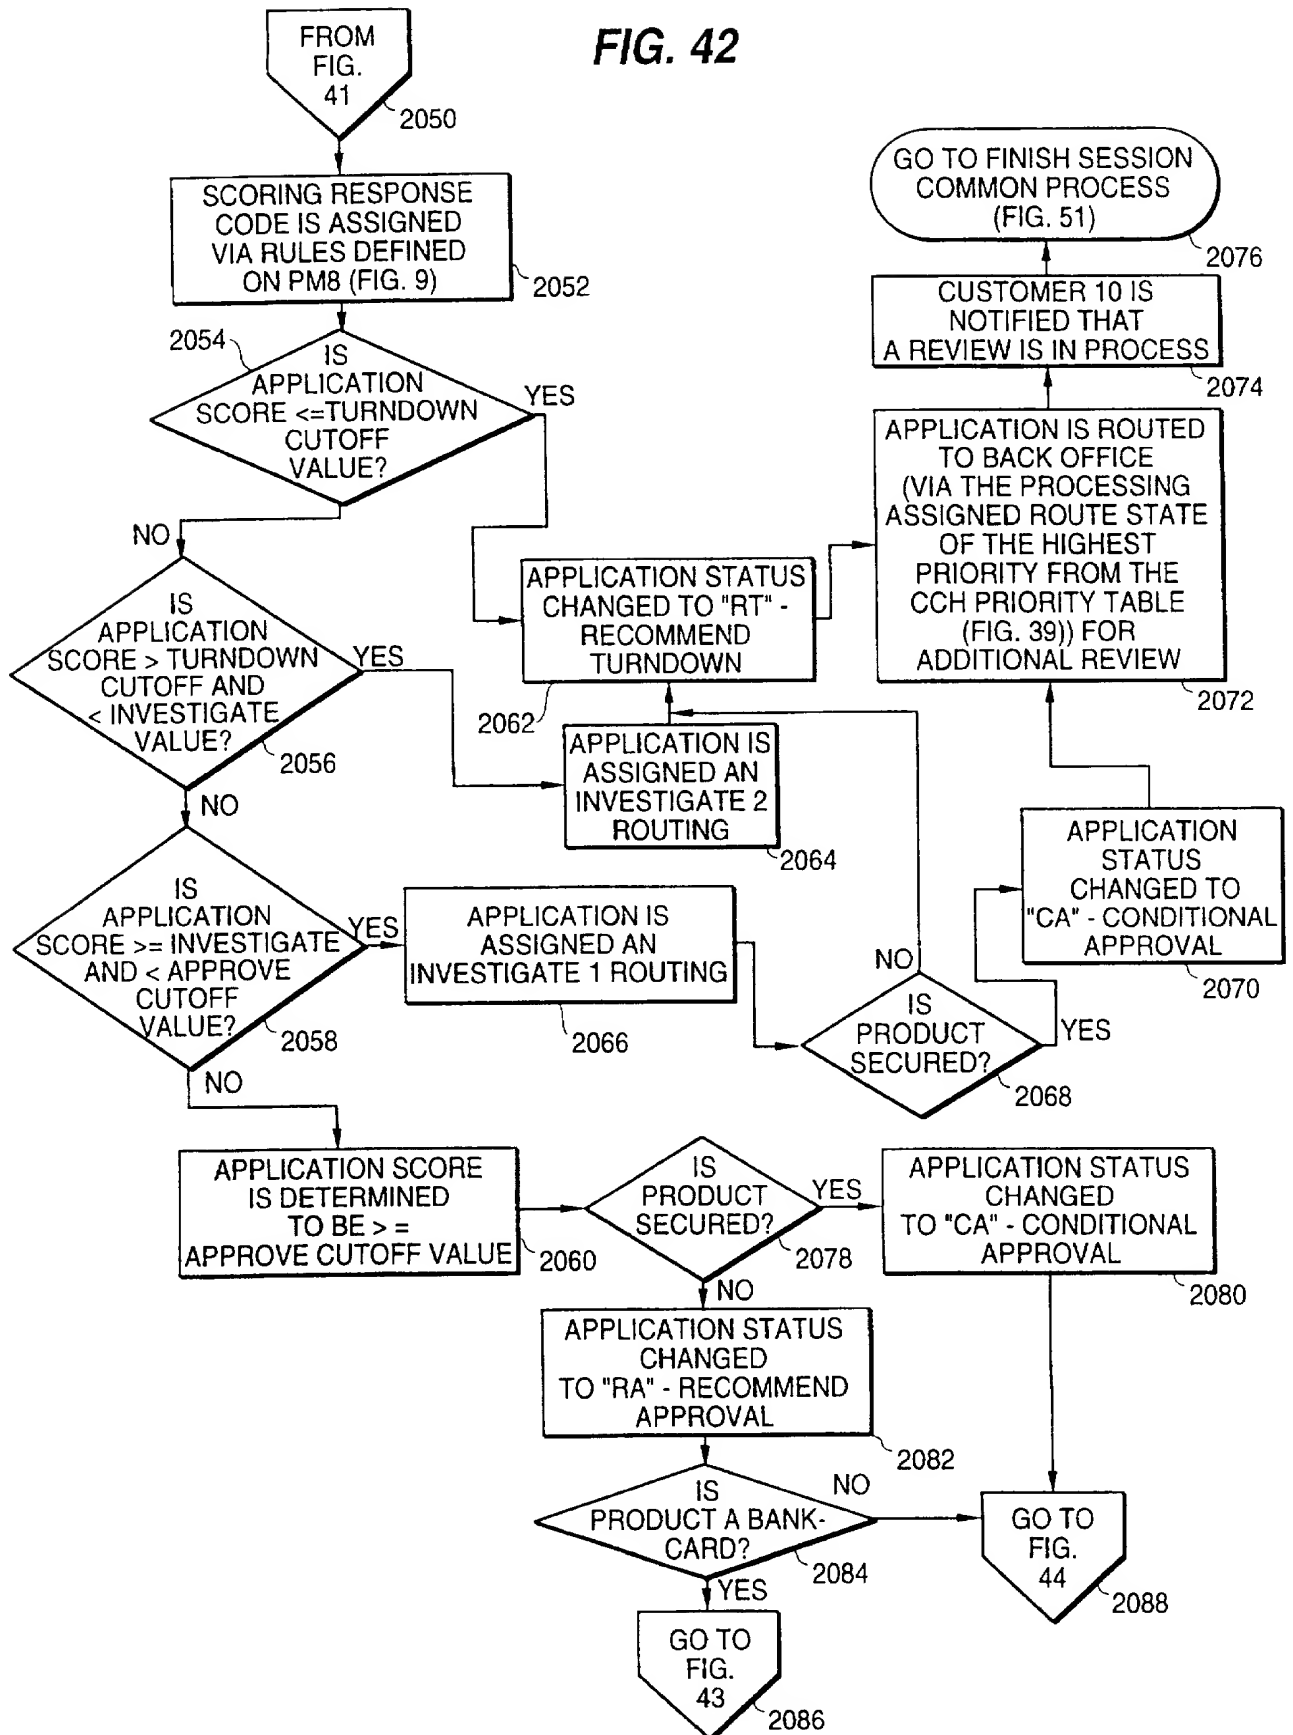 FIG. 42
FROM
FIG.
41
2050
SCORING RESPONSE
CODE IS ASSIGNED
VIA RULES DEFINED
ON PM8 (FIG. 9)
2052
2054
IS
APPLICATION
SCORE <=TURNDOWN
CUTOFF
VALUE?
YES
NO
IS
APPLICATION
SCORE > TURNDOWN
CUTOFF AND
< INVESTIGATE
VALUE?
2056
YES
NO
IS
APPLICATION
SCORE >= INVESTIGATE
AND < APPROVE
CUTOFF
VALUE?
2058
YES
NO
APPLICATION SCORE
IS DETERMINED
TO BE > =
APPROVE CUTOFF VALUE
2060
APPLICATION STATUS
CHANGED TO "RT" -
RECOMMEND
TURNDOWN
2062
APPLICATION IS
ASSIGNED AN
INVESTIGATE 2
ROUTING
2064
APPLICATION IS
ASSIGNED AN
INVESTIGATE 1 ROUTING
2066
IS
PRODUCT
SECURED?
2068
NO
YES
APPLICATION
STATUS
CHANGED TO
"CA" - CONDITIONAL
APPROVAL
2070
APPLICATION IS ROUTED
TO BACK OFFICE
(VIA THE PROCESSING
ASSIGNED ROUTE STATE
OF THE HIGHEST
PRIORITY FROM THE
CCH PRIORITY TABLE
(FIG. 39)) FOR
ADDITIONAL REVIEW
2072
CUSTOMER 10 IS
NOTIFIED THAT
A REVIEW IS IN PROCESS
2074
GO TO FINISH SESSION
COMMON PROCESS
(FIG. 51)
2076
IS
PRODUCT
SECURED?
2078
YES
NO
APPLICATION STATUS
CHANGED
TO "CA" - CONDITIONAL
APPROVAL
2080
APPLICATION STATUS
CHANGED
TO "RA" - RECOMMEND
APPROVAL
2082
IS
PRODUCT A BANK-
CARD?
2084
NO
YES
GO TO
FIG.
43
2086
GO TO
FIG.
44
2088